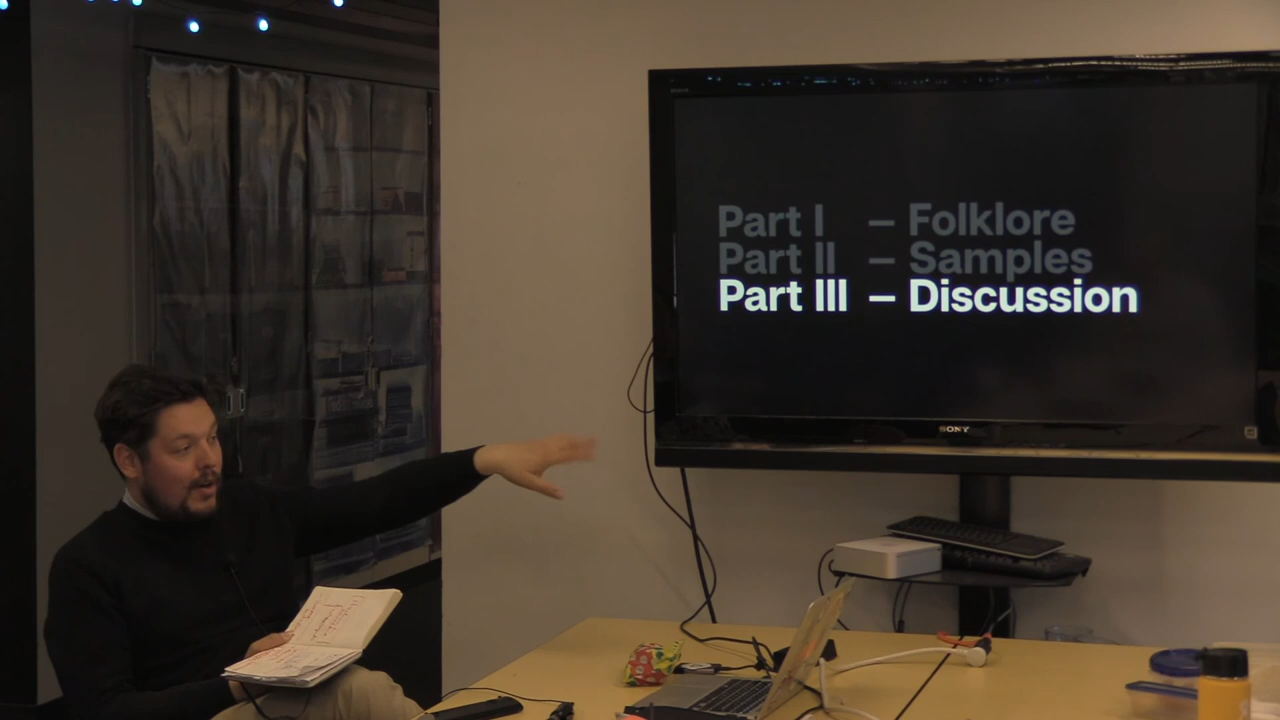 Part I – Folklore
Part II – Samples
Part III – Discussion
SONY